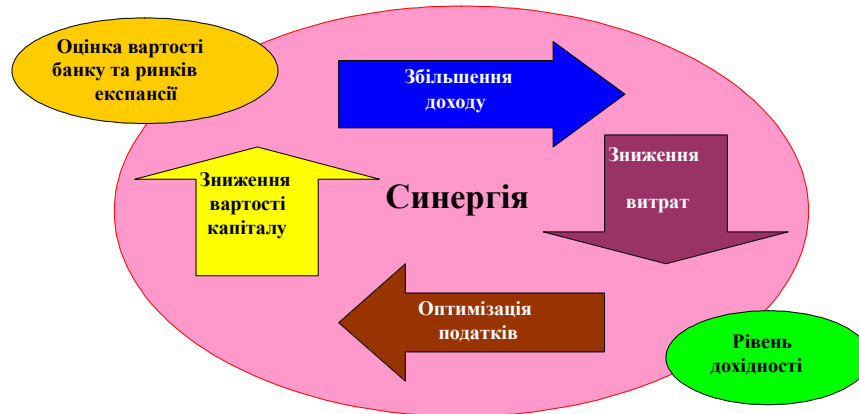 Оцінка вартості
банку та ринків
експансії
Збільшення
доходу
Зниження
витрат
Зниження
вартості
капіталу
Синергія
Оптимізація
податків
Рівень
дохідності